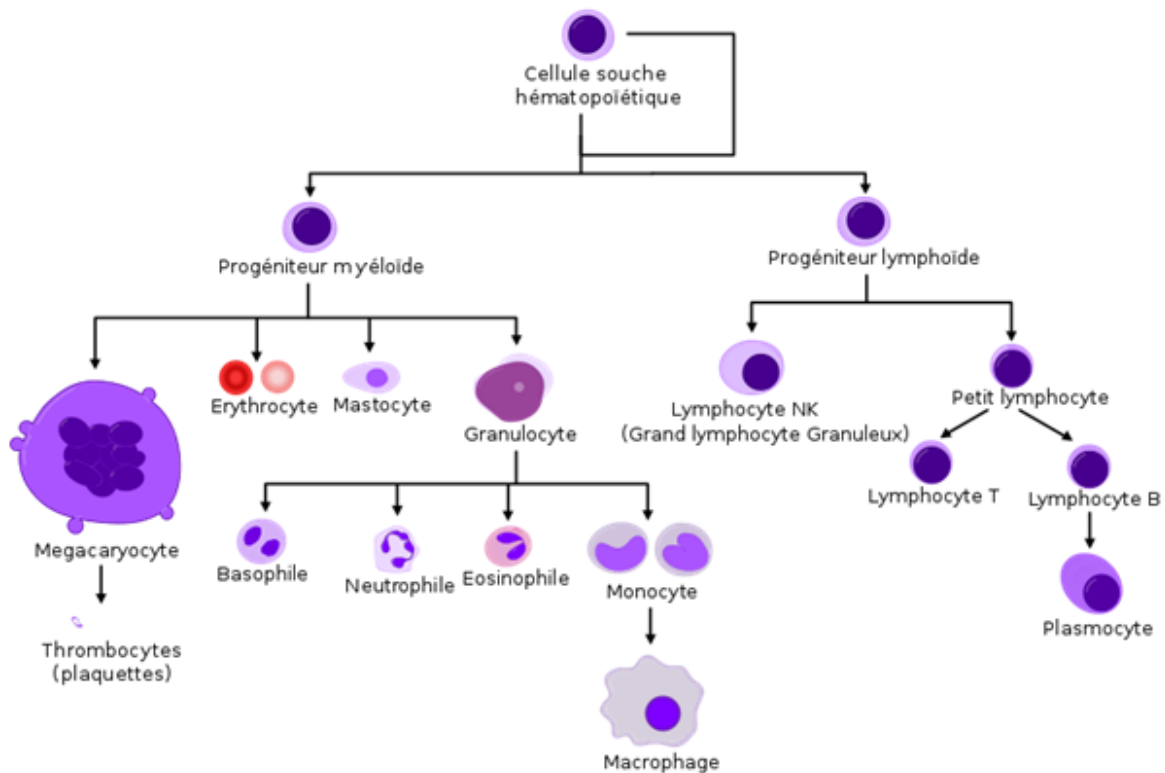 Cellule souche
hématopoïétique
Progéniteur myéloïde
Progéniteur lymphoïde
Erythrocyte
Mastocyte
Granulocyte
Lymphocyte NK
(Grand lymphocyte Granuleux)
Petit lymphocyte
Lymphocyte T
Lymphocyte B
Megacaryocyte
Basophile
Neutrophile
Eosinophile
Monocyte
Plasmocyte
Thrombocytes
(plaquettes)
Macrophage